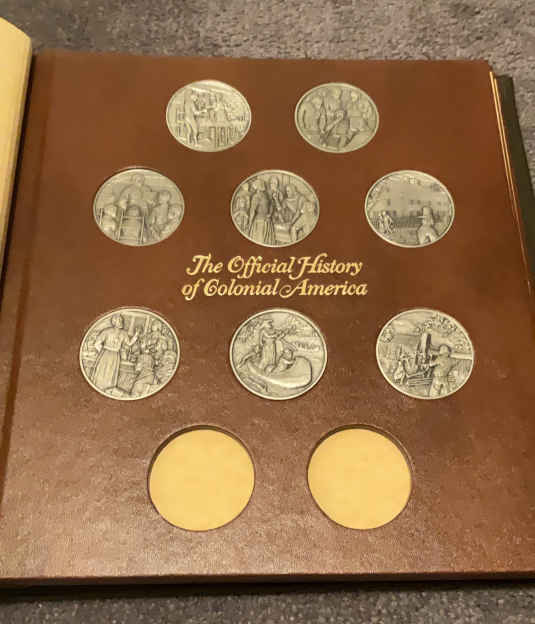 The Official History
of Colonial America